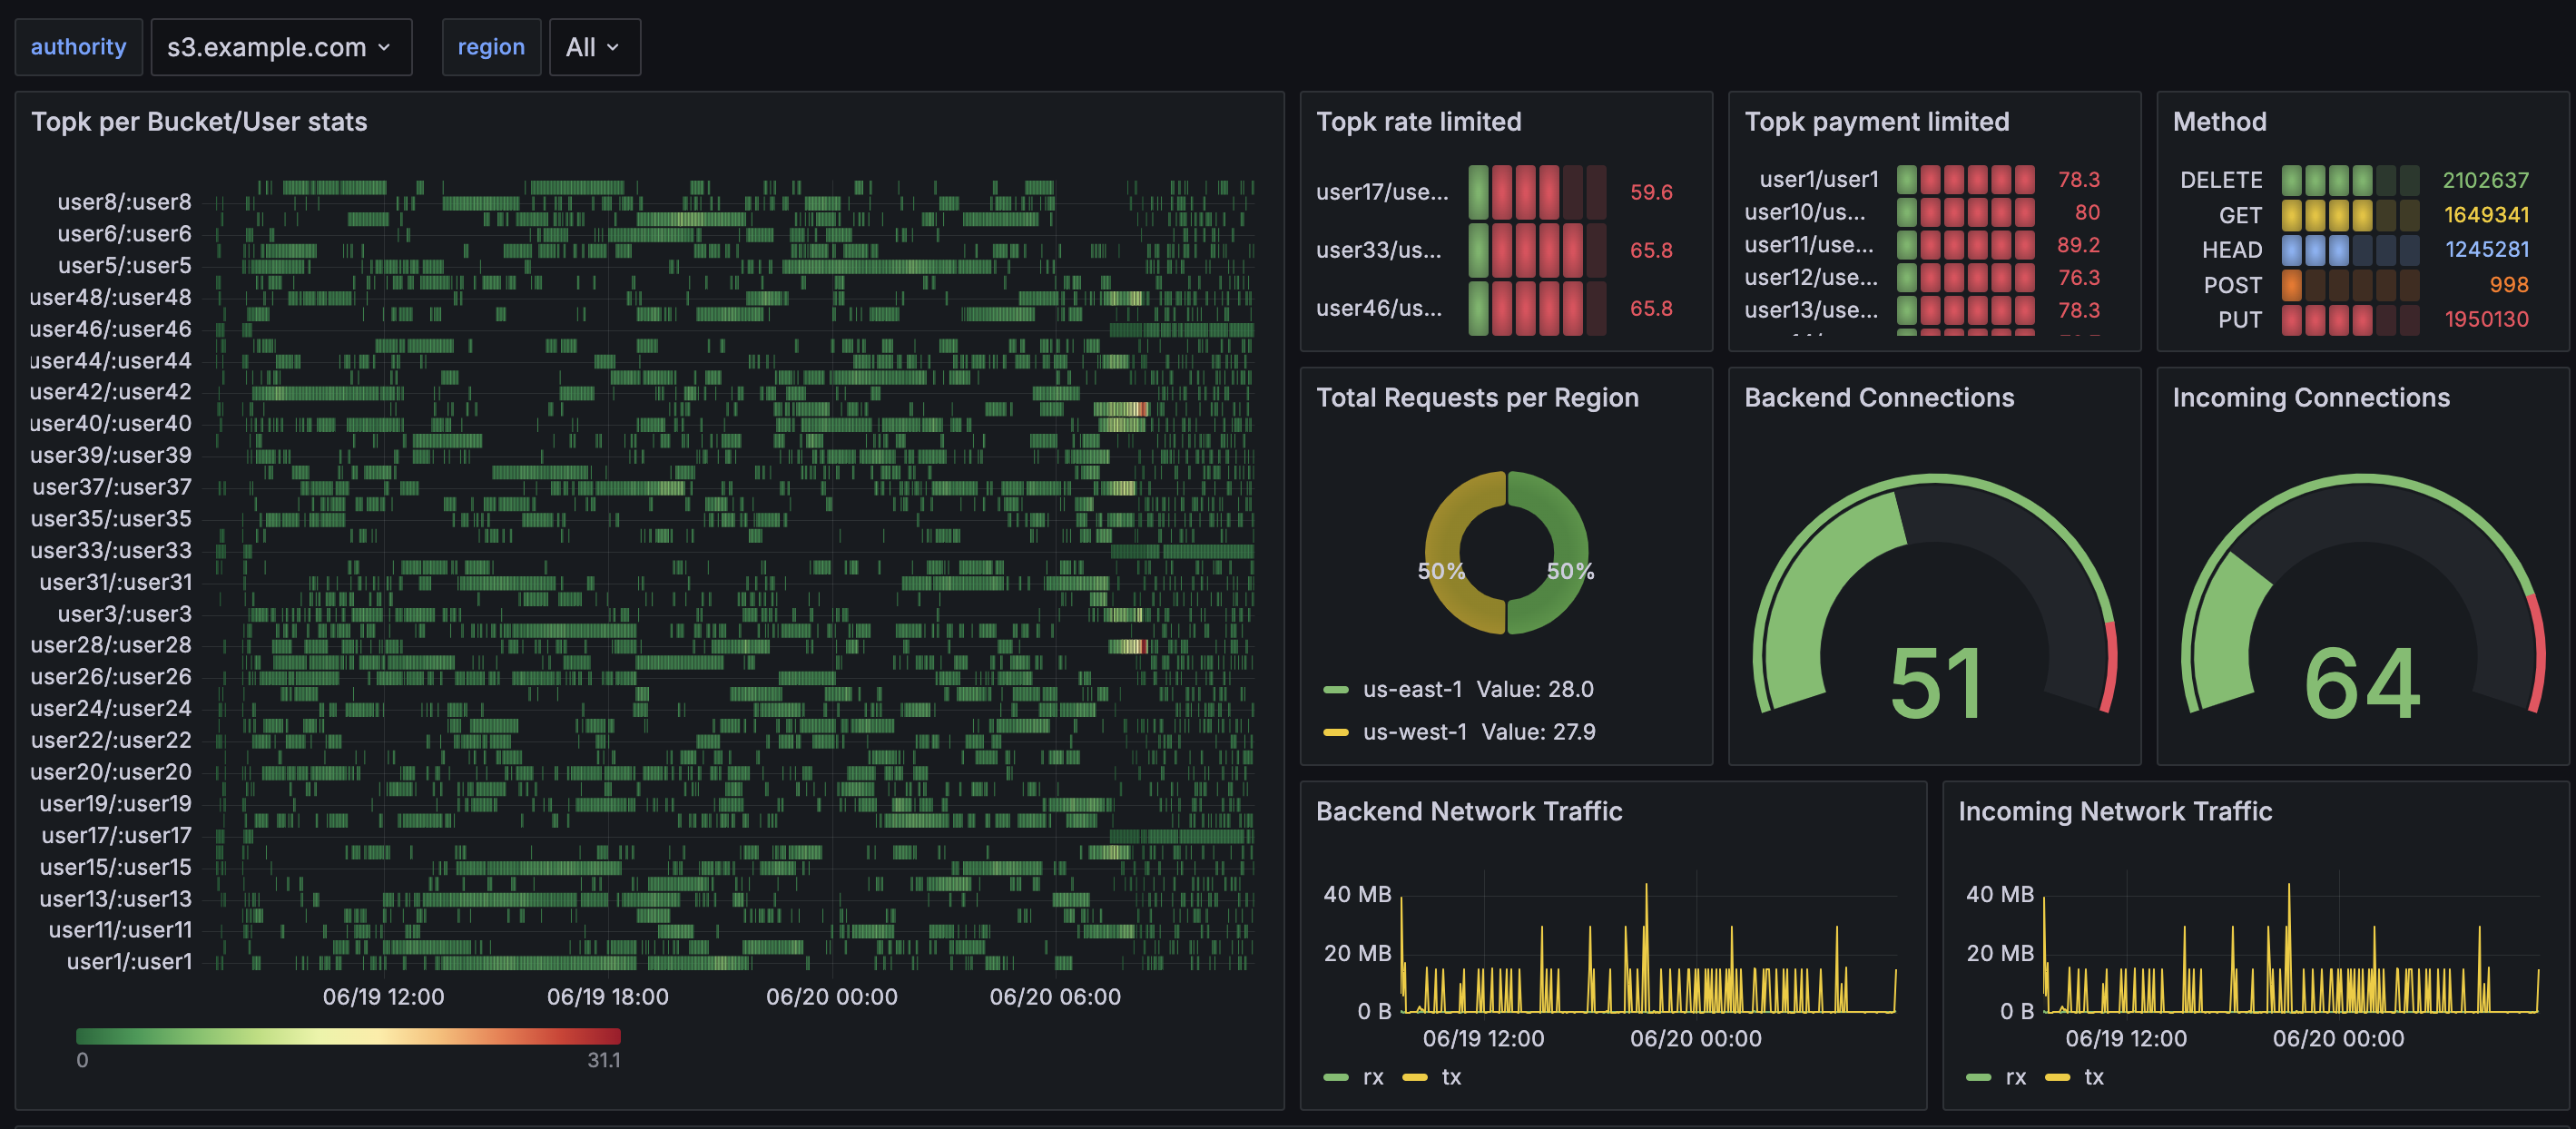 authority s3.example.com region All
Topk per Bucket/User stats
user8/:user8
user6/:user6
user5/:user5
user48/:user48
user46/:user46
user44/:user44
user42/:user42
user40/:user40
user39/:user39
user37/:user37
user35/:user35
user33/:user33
user31/:user31
user3/:user3
user28/:user28
user26/:user26
user24/:user24
user22/:user22
user20/:user20
user19/:user19
user17/:user17
user15/:user15
user13/:user13
user11/:user11
user1/:user1
06/19 12:00 06/19 18:00 06/20 00:00 06/20 06:00
0 31.1
Topk rate limited
user17/use... 59.6
user33/us... 65.8
user46/us... 65.8
Topk payment limited
user1/user1 78.3
user10/us... 80
user11/use... 89.2
user12/use... 76.3
user13/use... 78.3
Method
DELETE 2102637
GET 1649341
HEAD 1245281
POST 998
PUT 1950130
Total Requests per Region
50% 50%
us-east-1 Value: 28.0
us-west-1 Value: 27.9
Backend Connections
51
Incoming Connections
64
Backend Network Traffic
40 MB
20 MB
0 B
06/19 12:00 06/20 00:00
rx tx
Incoming Network Traffic
40 MB
20 MB
0 B
06/19 12:00 06/20 00:00
rx tx